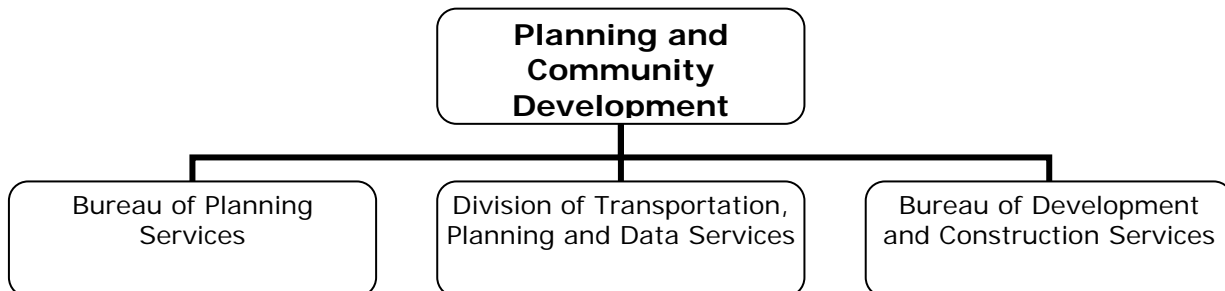 Planning and
Community
Development
Bureau of Planning
Services
Division of Transportation,
Planning and Data Services
Bureau of Development
and Construction Services